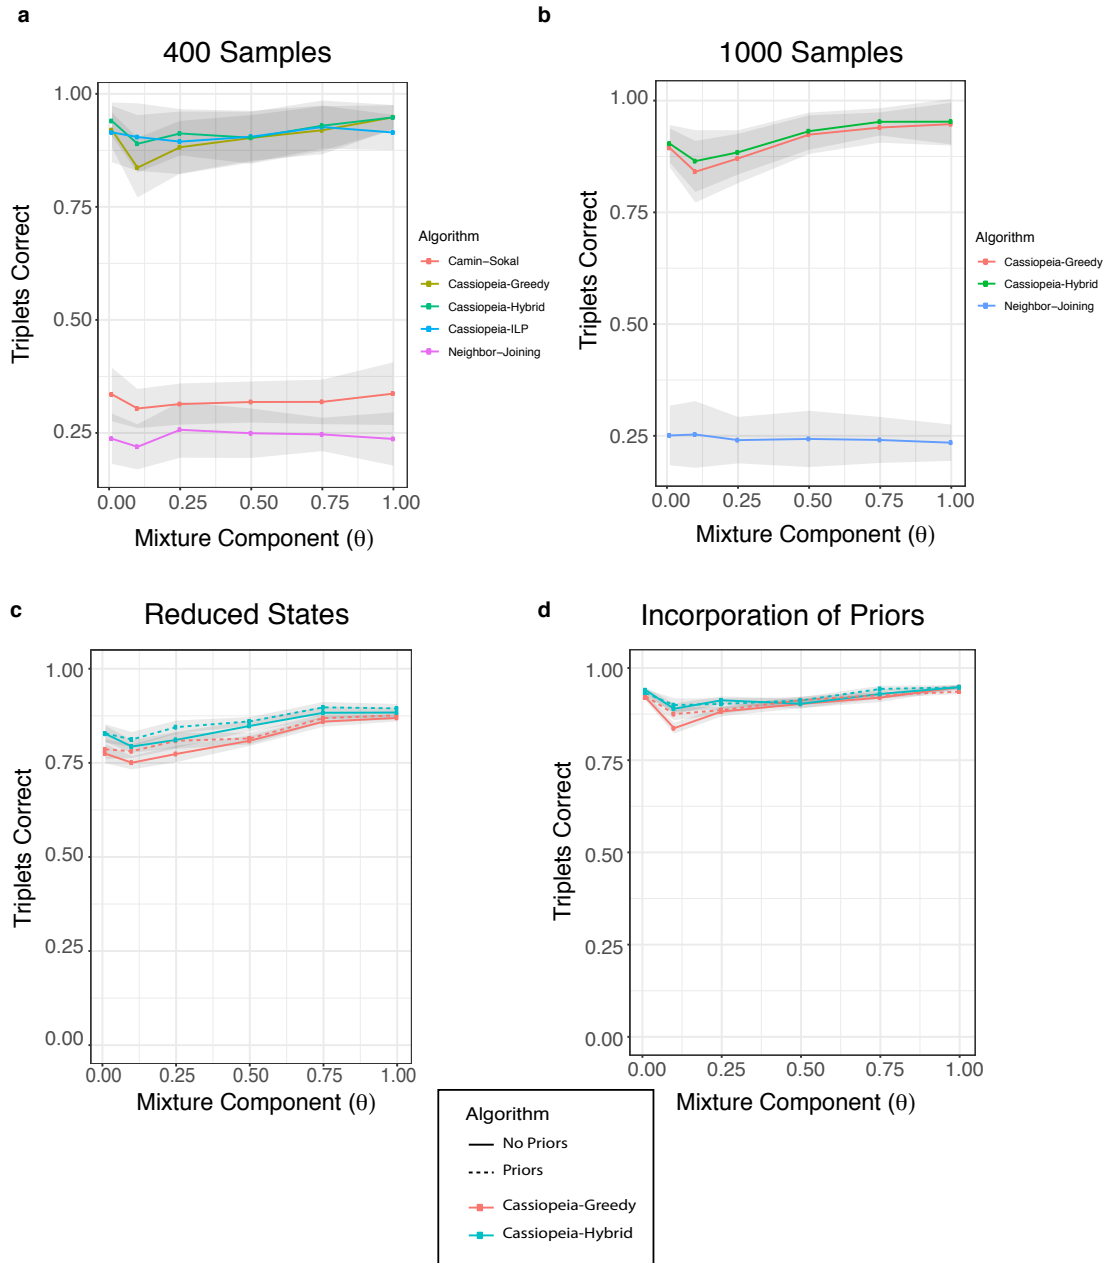 a
400 Samples
1.00
0.75
0.50
0.25
0.00 0.25 0.50 0.75 1.00
Triplets Correct
Mixture Component (θ)
Algorithm
Camin−Sokal
Cassiopeia-Greedy
Cassiopeia-Hybrid
Cassiopeia-ILP
Neighbor−Joining
b
1000 Samples
1.00
0.75
0.50
0.25
0.00 0.25 0.50 0.75 1.00
Triplets Correct
Mixture Component (θ)
Algorithm
Cassiopeia-Greedy
Cassiopeia-Hybrid
Neighbor−Joining
c
Reduced States
1.00
0.75
0.50
0.25
0.00
0.00 0.25 0.50 0.75 1.00
Triplets Correct
Mixture Component (θ)
d
Incorporation of Priors
1.00
0.75
0.50
0.25
0.00
0.00 0.25 0.50 0.75 1.00
Triplets Correct
Mixture Component (θ)
Algorithm
No Priors
Priors
Cassiopeia-Greedy
Cassiopeia-Hybrid